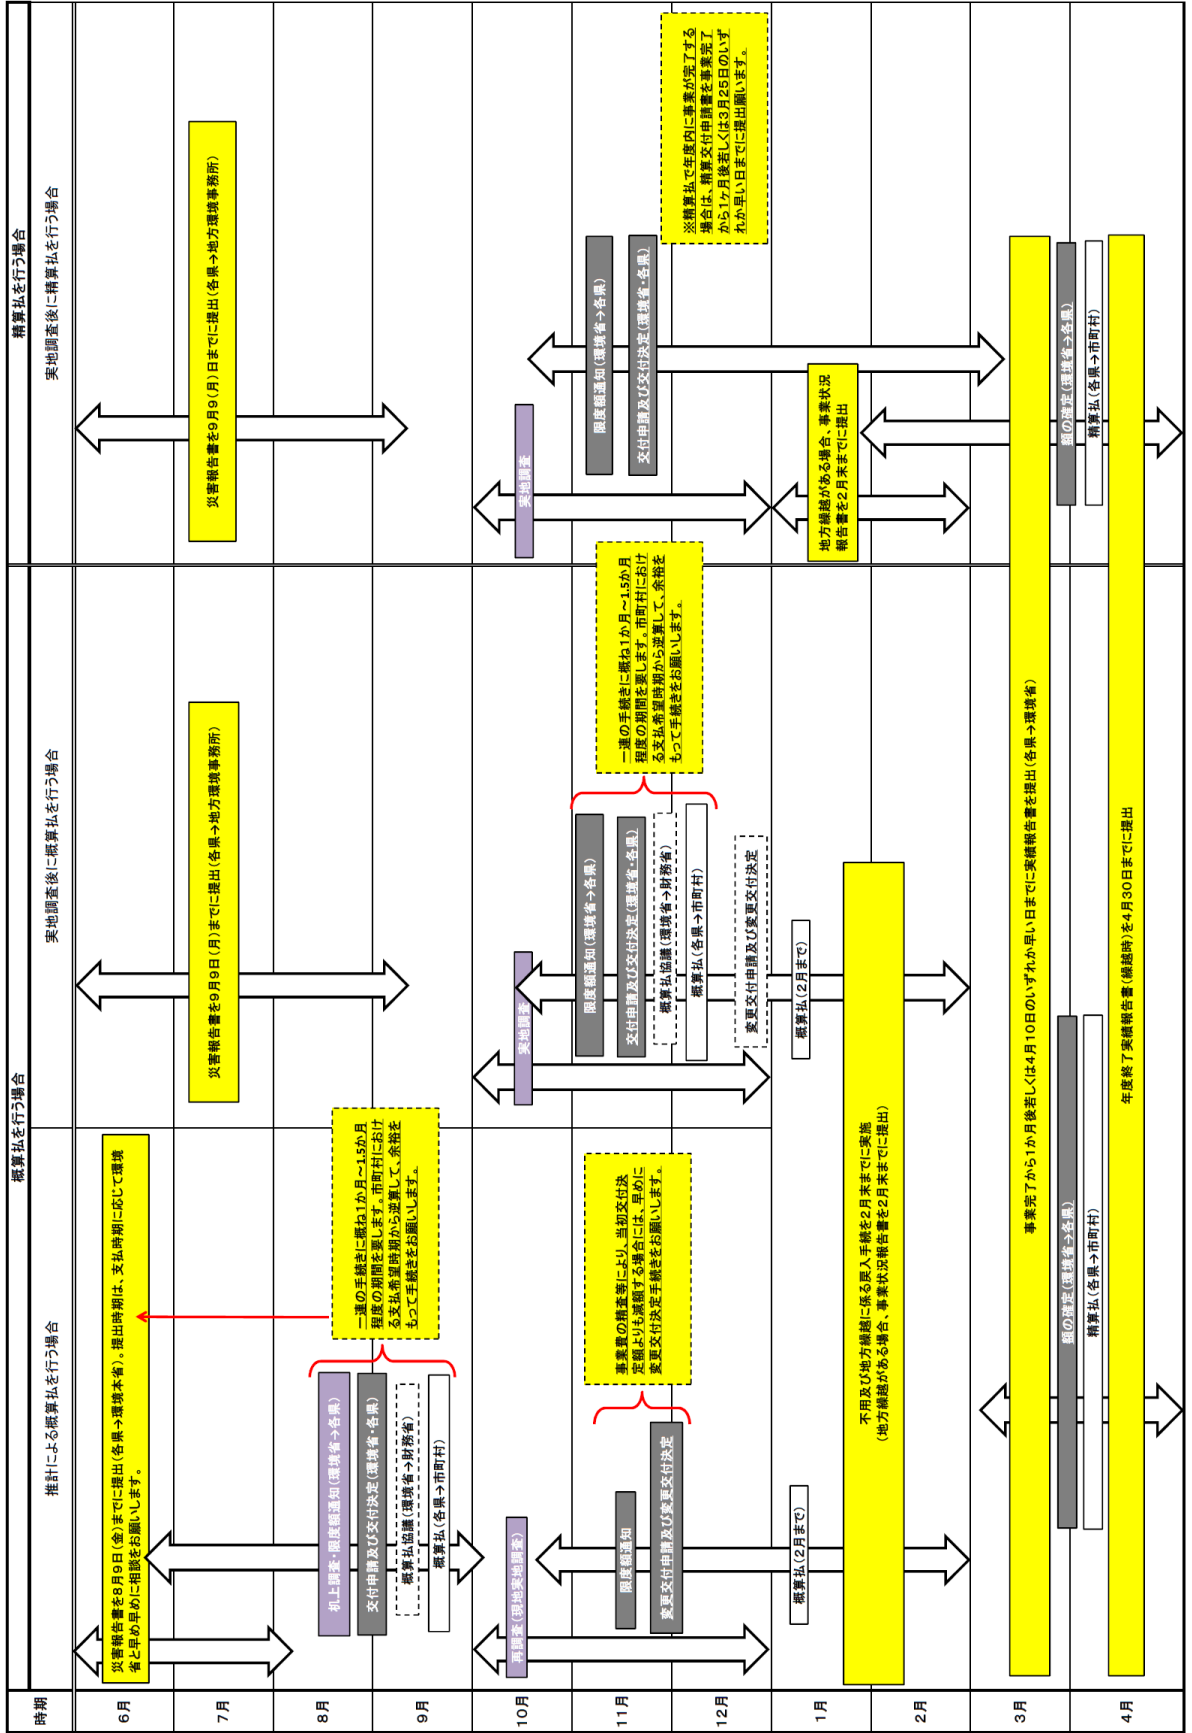 時期
6月
7月
8月
9月
10月
11月
12月
1月
2月
3月
4月
概算払を行う場合
推計による概算払を行う場合
災害報告書を8月9日(金)までに提出(各県→環境本省)。提出時期は、支払時期に応じて環境
省と早め早めに相談をお願いします。
机上調査・限度額通知(環境省→各県)
交付申請及び交付決定(環境省・各県)
概算払協議(環境省→財務省)
概算払(各県→市町村)
一連の手続きに概ね1か月～1.5か月
程度の期間を要します。市町村におけ
る支払希望時期から逆算して、余裕を
もって手続きをお願いします。
再調査(現地実地調査)
限度額通知
変更交付申請及び変更交付決定
事業費の精査等により、当初交付決
定額よりも減額する場合には、早めに
変更交付決定手続きをお願いします。
概算払(2月まで)
実地調査後に概算払を行う場合
災害報告書を9月9日(月)までに提出(各県→地方環境事務所)
実地調査
限度額通知(環境省→各県)
交付申請及び交付決定(環境省・各県)
概算払協議(環境省→財務省)
概算払(各県→市町村)
一連の手続きに概ね1か月～1.5か月
程度の期間を要します。市町村におけ
る支払希望時期から逆算して、余裕を
もって手続きをお願いします。
変更交付申請及び変更交付決定
概算払(2月まで)
不用及び地方繰越に係る戻入手続を2月末までに実施
(地方繰越がある場合、事業状況報告書を2月末までに提出)
精算払を行う場合
実地調査後に精算払を行う場合
災害報告書を9月9(月)日までに提出(各県→地方環境事務所)
実地調査
限度額通知(環境省→各県)
交付申請及び交付決定(環境省・各県)
※精算払で年度内に事業が完了する
場合は、精算交付申請書を事業完了
から1ヶ月後若しくは3月25日のいず
れか早い日までに提出願います。
地方繰越がある場合、事業状況
報告書を2月末までに提出
事業完了から1か月後若しくは4月10日のいずれか早い日までに実績報告書を提出(各県→環境省)
額の確定(環境省→各県)
精算払(各県→市町村)
額の確定(環境省→各県)
精算払(各県→市町村)
年度終了実績報告書(繰越時)を4月30日までに提出